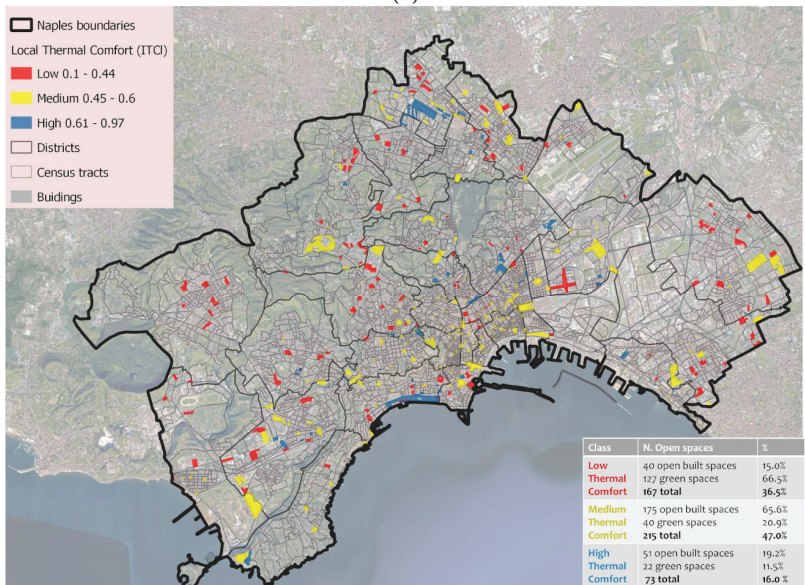 Naples boundaries
Local Thermal Comfort (ITCI)
Low 0.1 - 0.44
Medium 0.45 - 0.6
High 0.61 - 0.97
Districts
Census tracts
Buidings
Class N. Open spaces %
Low 40 open built spaces 15.0%
Thermal 127 green spaces 66.5%
Comfort 167 total 36.5%
Medium 175 open built spaces 65.6%
Thermal 40 green spaces 20.9%
Comfort 215 total 47.0%
High 51 open built spaces 19.2%
Thermal 22 green spaces 11.5%
Comfort 73 total 16.0 %